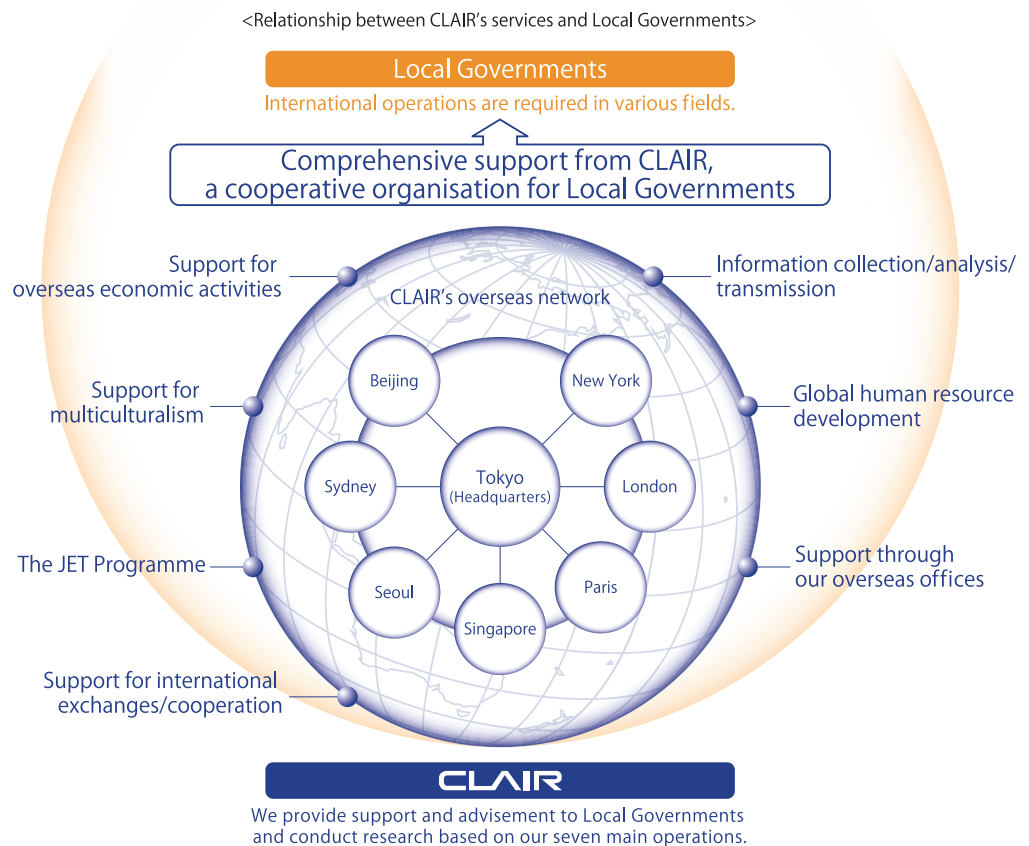 <Relationship between CLAIR's services and Local Governments>
Local Governments
International operations are required in various fields.
Comprehensive support from CLAIR,
a cooperative organisation for Local Governments
Support for
overseas economic activities
Information collection/analysis/
transmission
CLAIR's overseas network
Beijing
New York
Support for
multiculturalism
Global human resource
development
Sydney
Tokyo
(Headquarters)
London
The JET Programme
Support through
our overseas offices
Seoul
Paris
Singapore
Support for international
exchanges/cooperation
CLAIR
We provide support and advisement to Local Governments
and conduct research based on our seven main operations.